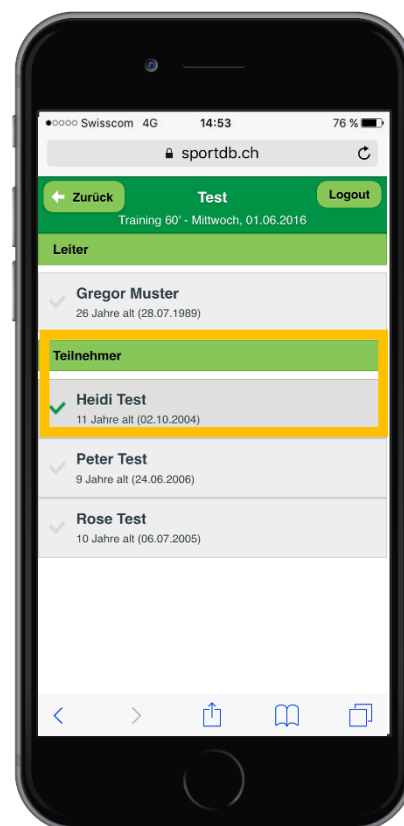 Swisscom 4G 14:53 76 %
sportdb.ch
Zurück Test Logout
Training 60' - Mittwoch, 01.06.2016
Leiter
Gregor Muster
26 Jahre alt (28.07.1989)
Teilnehmer
Heidi Test
11 Jahre alt (02.10.2004)
Peter Test
9 Jahre alt (24.06.2006)
Rose Test
10 Jahre alt (06.07.2005)